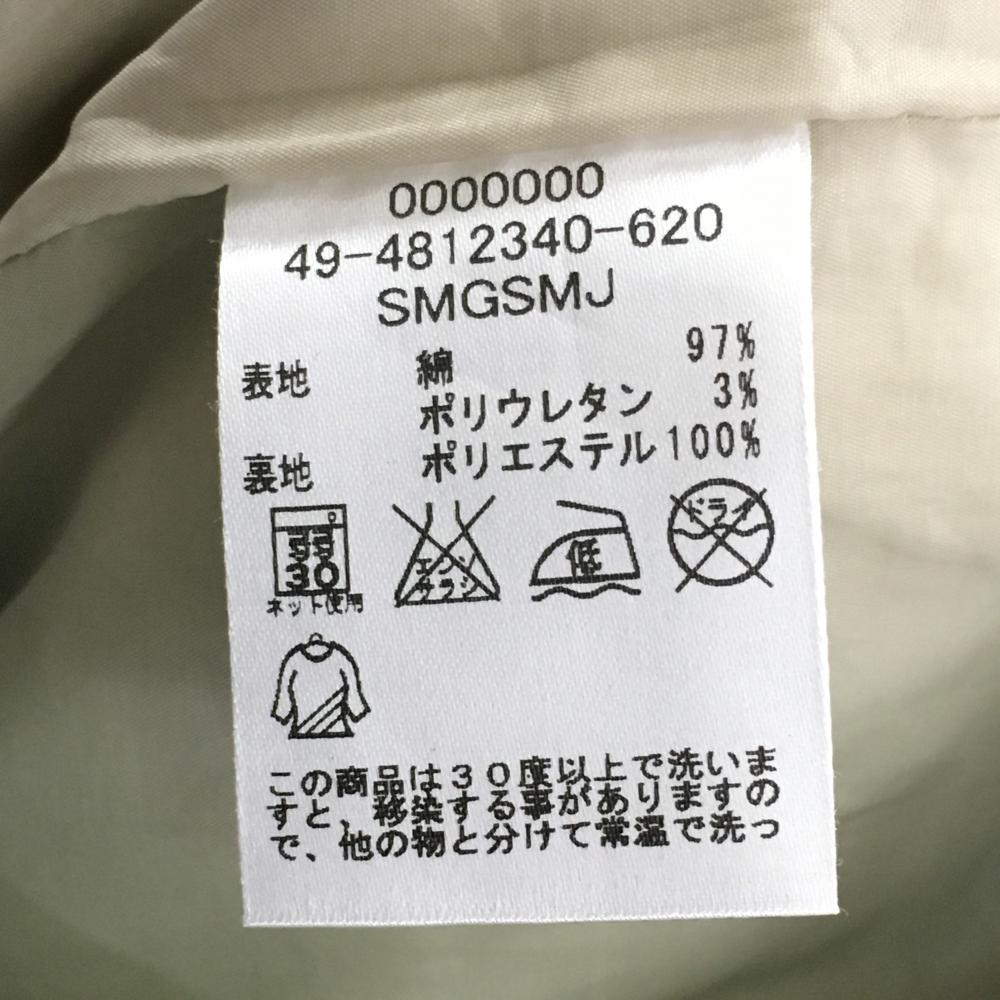 0000000
49-4812340-620
SMGSMJ
表地 綿 97%
ポリウレタン 3%
裏地 ポリエステル 100%
弱
30
ネット使用
エンソ
サラシ
低
ドライ
この商品は30度以上で洗いま
すと、移染する事がありますの
で、他の物と分けて常温で洗っ